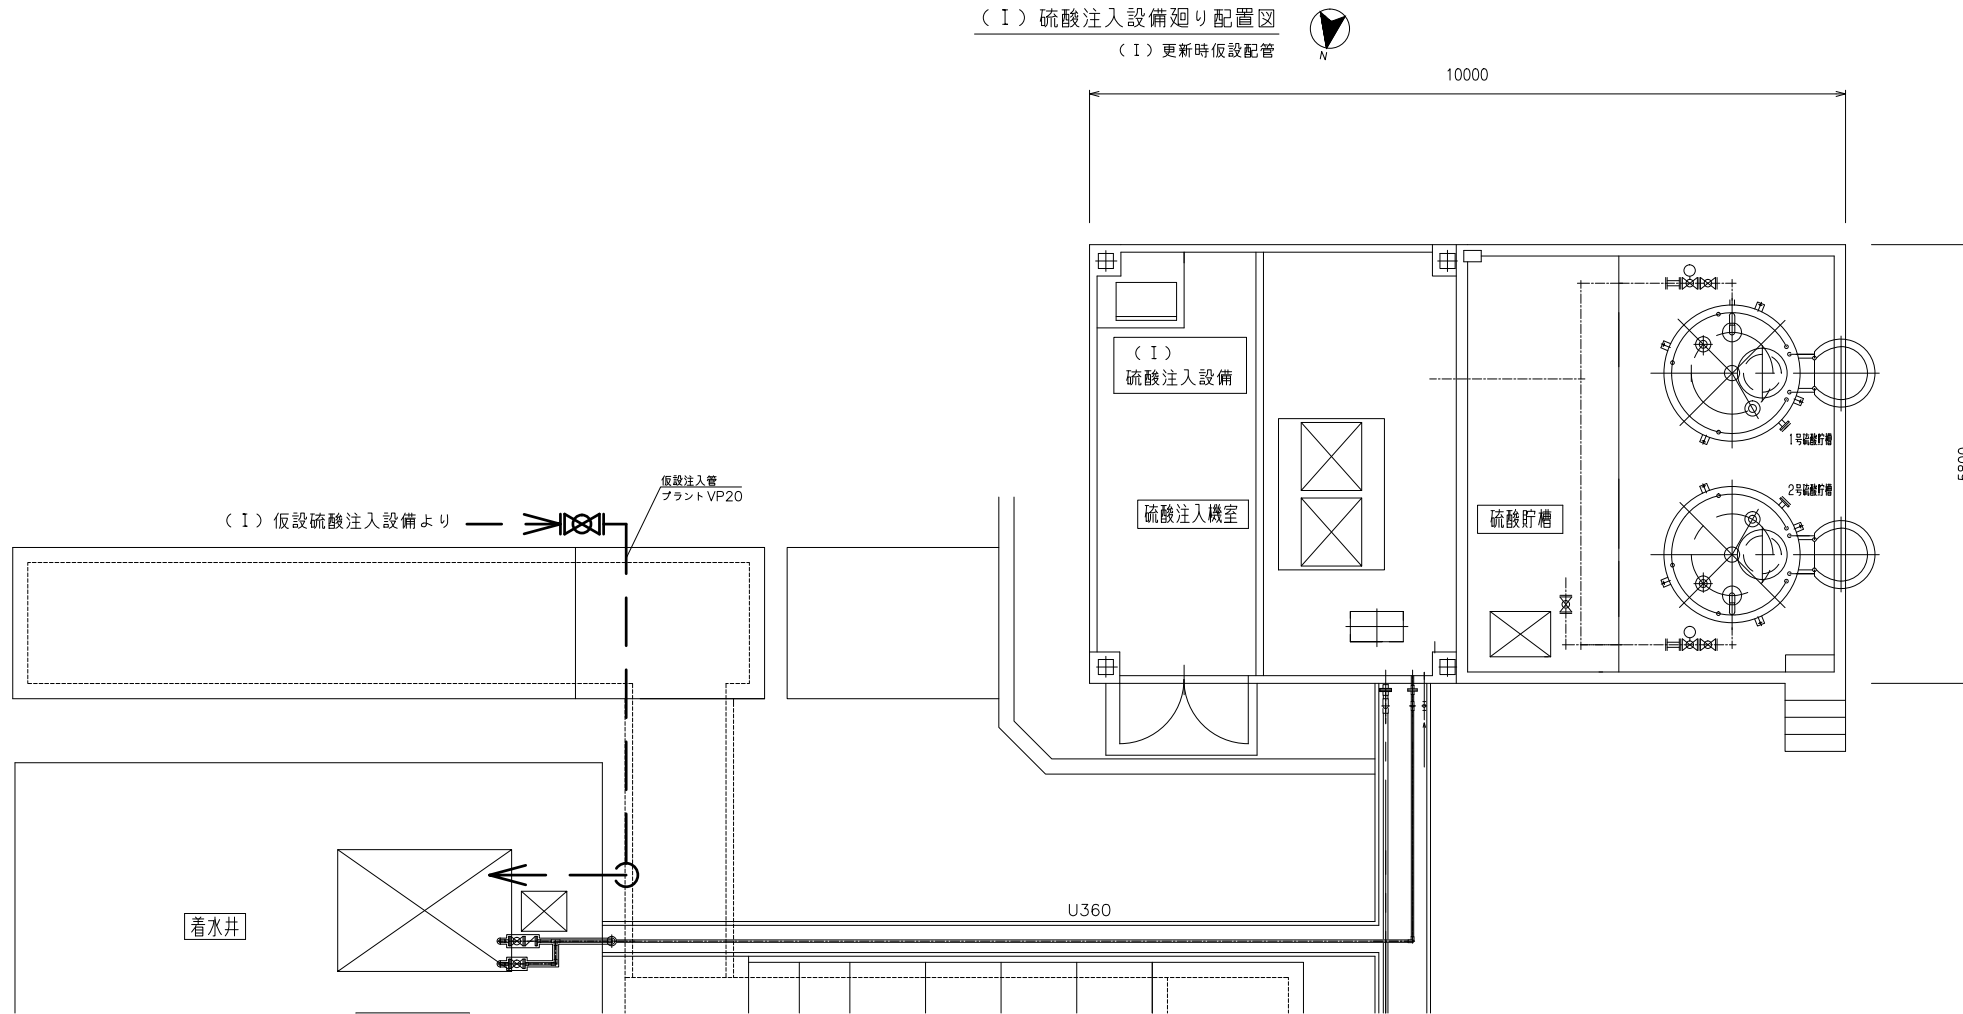 （Ｉ）硫酸注入設備廻り配置図
（Ｉ）更新時仮設配管
N
10000
（Ｉ）
硫酸注入設備
1号硫酸貯槽
5800
仮設注入管
プラントVP20
（Ｉ）仮設硫酸注入設備より
硫酸注入機室
硫酸貯槽
2号硫酸貯槽
U360
着水井